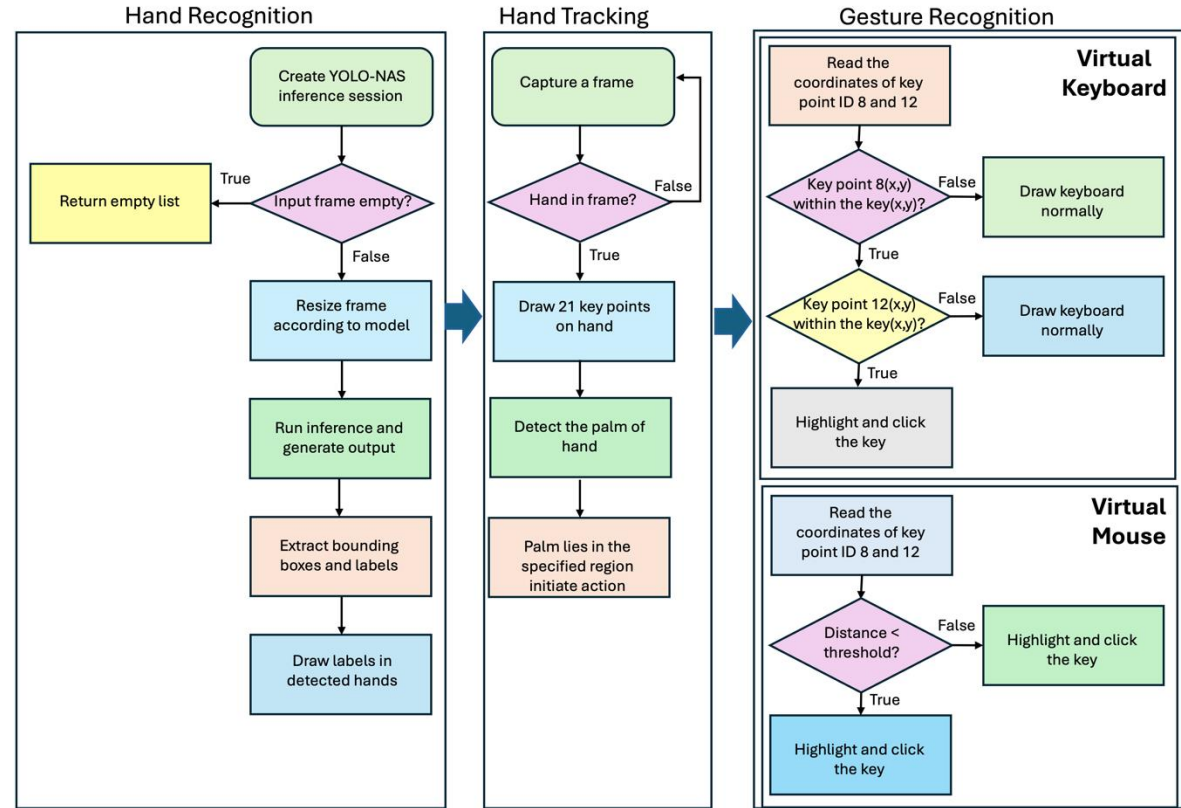 Hand Recognition
Create YOLO-NAS
inference session
True
Return empty list
Input frame empty?
False
Resize frame
according to model
Run inference and
generate output
Extract bounding
boxes and labels
Draw labels in
detected hands
Hand Tracking
Capture a frame
False
Hand in frame?
True
Draw 21 key points
on hand
Detect the palm of
hand
Palm lies in the
specified region
initiate action
Gesture Recognition
Virtual
Keyboard
Read the
coordinates of key
point ID 8 and 12
Key point 8(x,y)
within the key(x,y)?
False
Draw keyboard
normally
True
Key point 12(x,y)
within the key(x,y)?
False
Draw keyboard
normally
True
Highlight and click
the key
Virtual
Mouse
Read the
coordinates of key
point ID 8 and 12
Distance <
threshold?
False
Highlight and click
the key
True
Highlight and click
the key